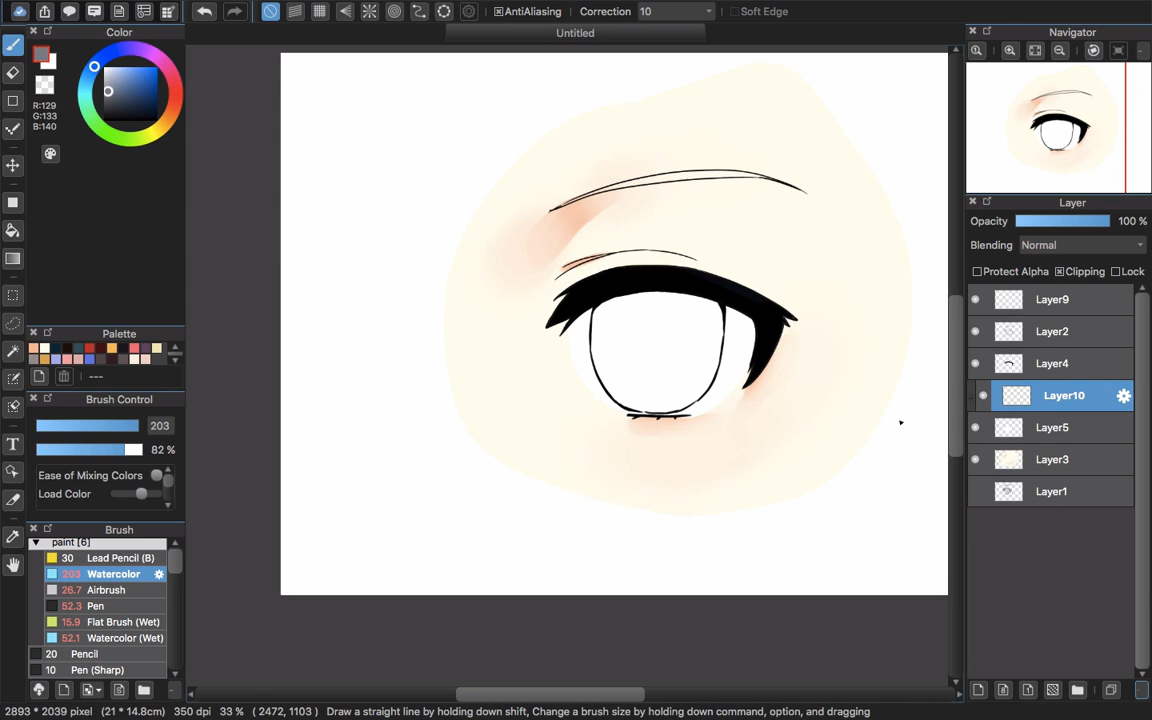 AntiAliasing Correction 10 Soft Edge
Untitled
Color
R:129
G:133
B:140
Palette
---
Brush Control
203
82 %
Ease of Mixing Colors
Load Color
Brush
paint [6]
30 Lead Pencil (B)
203 Watercolor
26.7 Airbrush
52.3 Pen
15.9 Flat Brush (Wet)
52.1 Watercolor (Wet)
20 Pencil
10 Pen (Sharp)
T
Navigator
Layer
Opacity 100 %
Blending Normal
Protect Alpha Clipping Lock
Layer9
Layer2
Layer4
Layer10
Layer5
Layer3
Layer1
2893 * 2039 pixel (21 * 14.8cm) 350 dpi 33 % ( 2472, 1103 ) Draw a straight line by holding down shift, Change a brush size by holding down command, option, and dragging